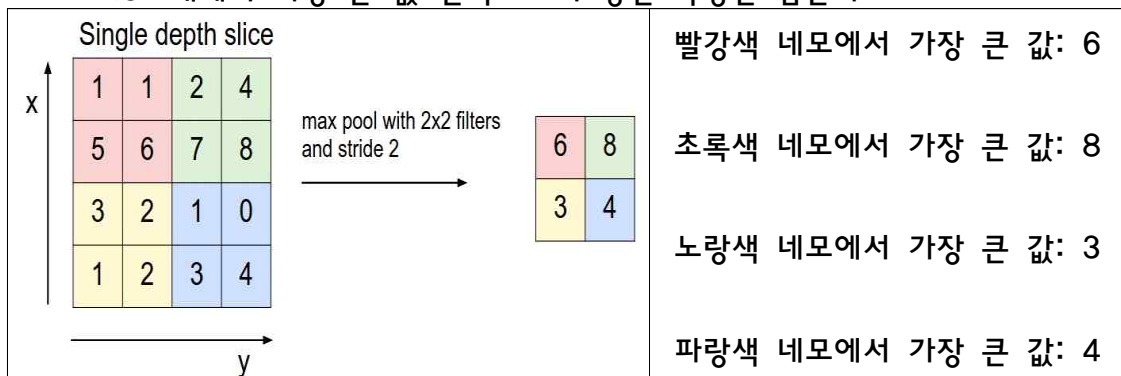 Single depth slice
x
1 1 2 4
5 6 7 8
3 2 1 0
1 2 3 4
y
max pool with 2x2 filters
and stride 2
6 8
3 4
빨강색 네모에서 가장 큰 값: 6
초록색 네모에서 가장 큰 값: 8
노랑색 네모에서 가장 큰 값: 3
파랑색 네모에서 가장 큰 값: 4